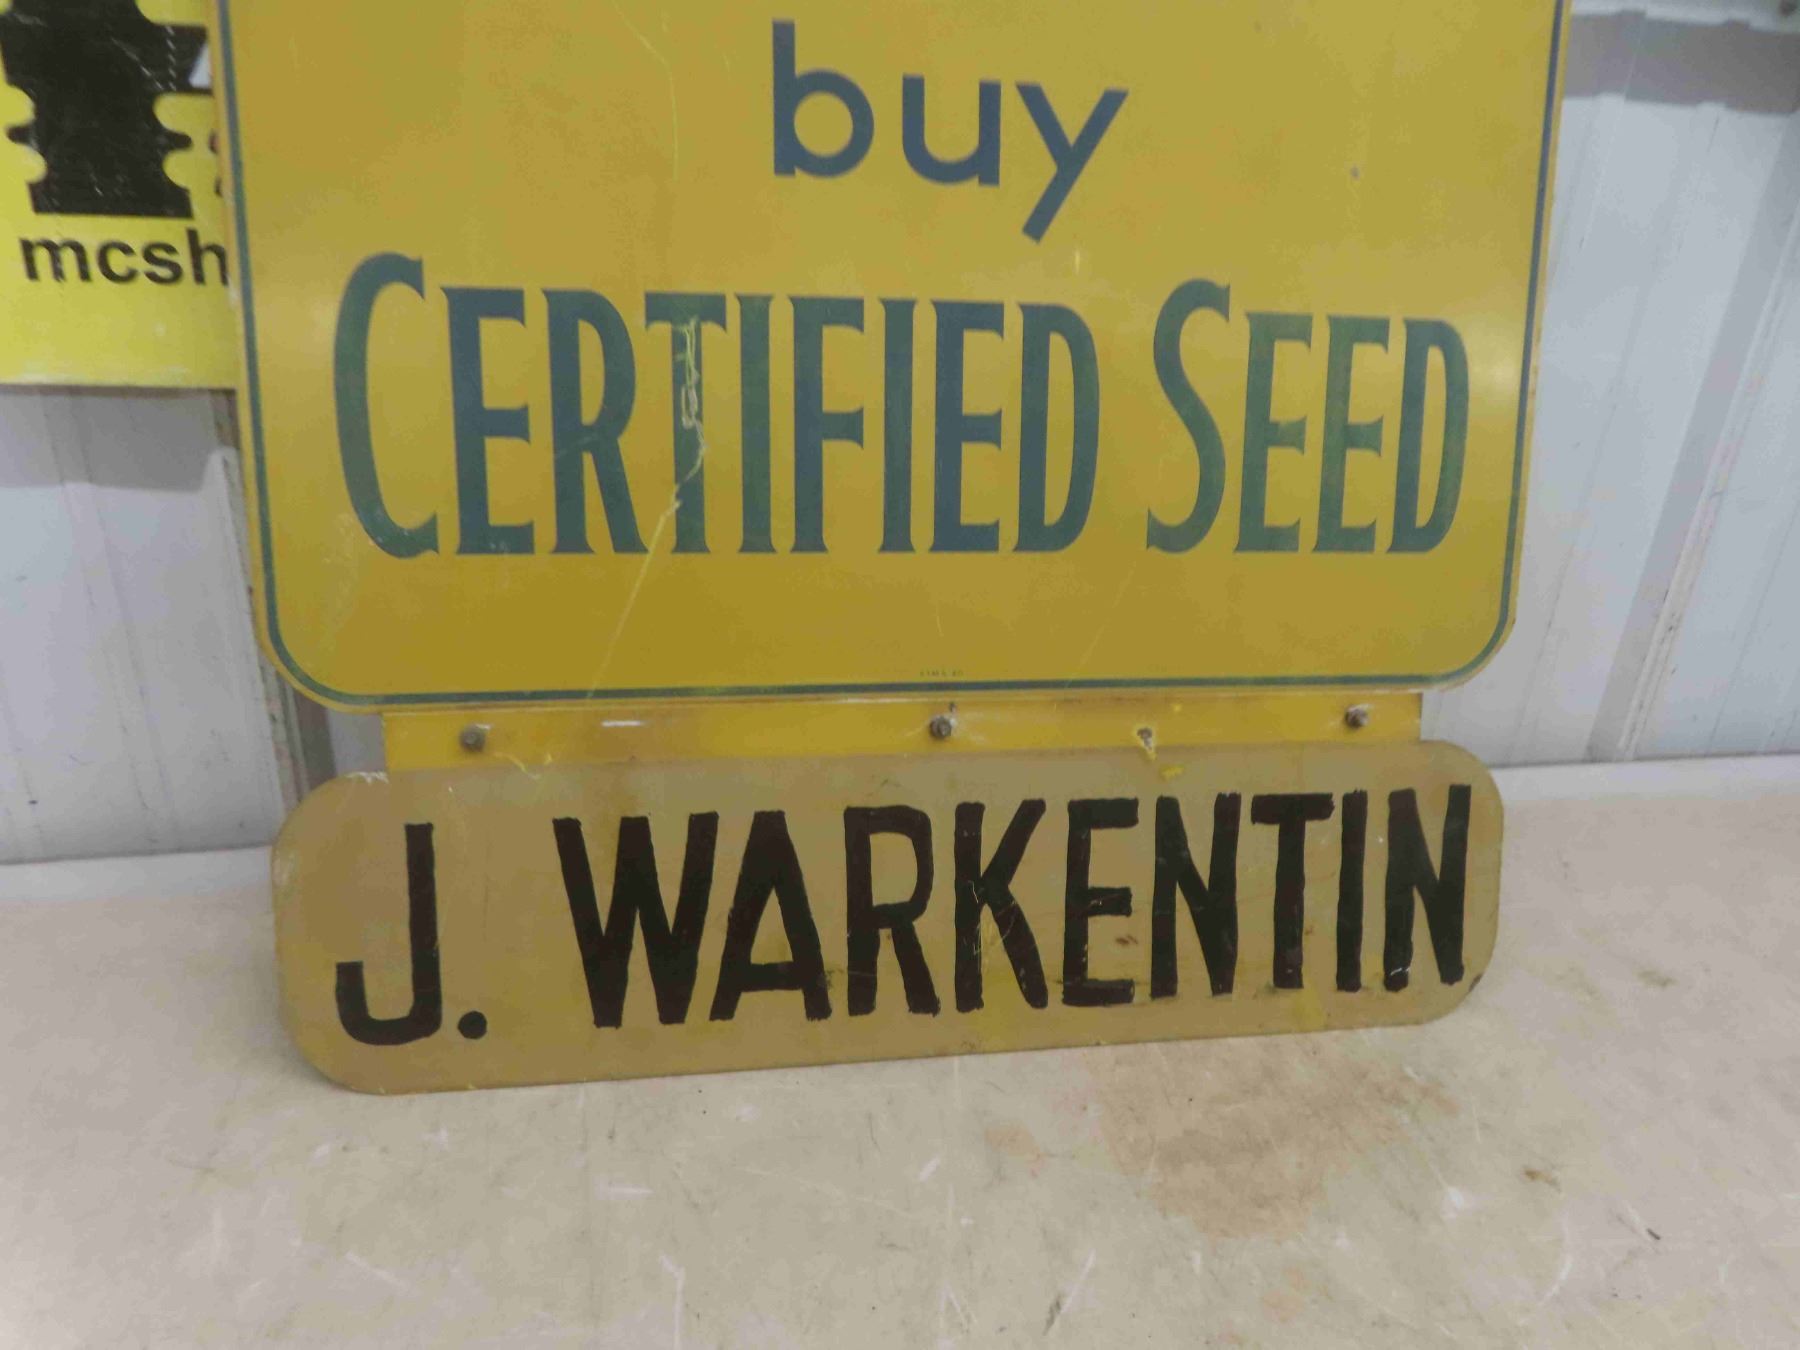 buy
CERTIFIED SEED
J. WARKENTIN
mcsh